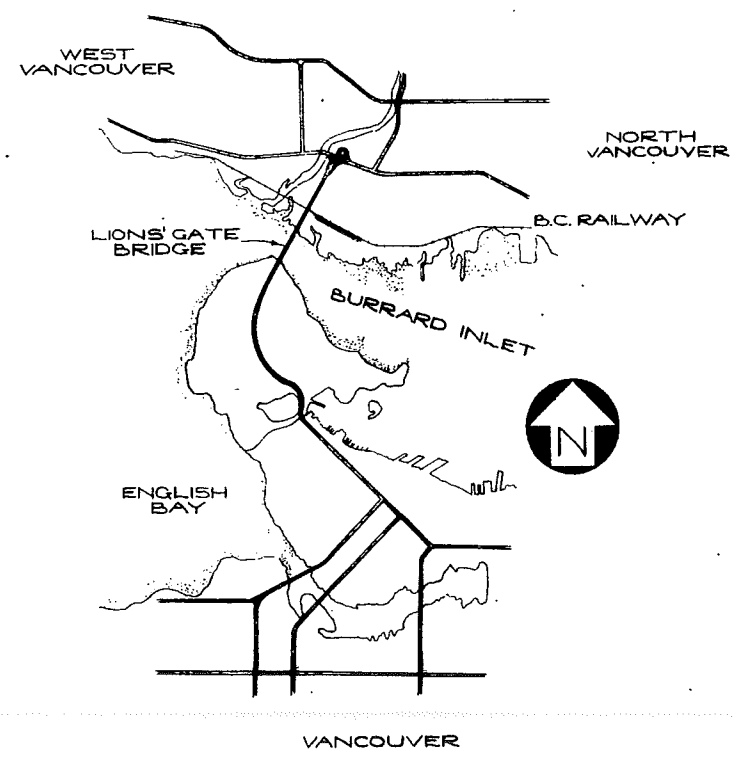 WEST
VANCOUVER
NORTH
VANCOUVER
B.C. RAILWAY
LIONS' GATE
BRIDGE
BURRARD INLET
N
ENGLISH
BAY
VANCOUVER